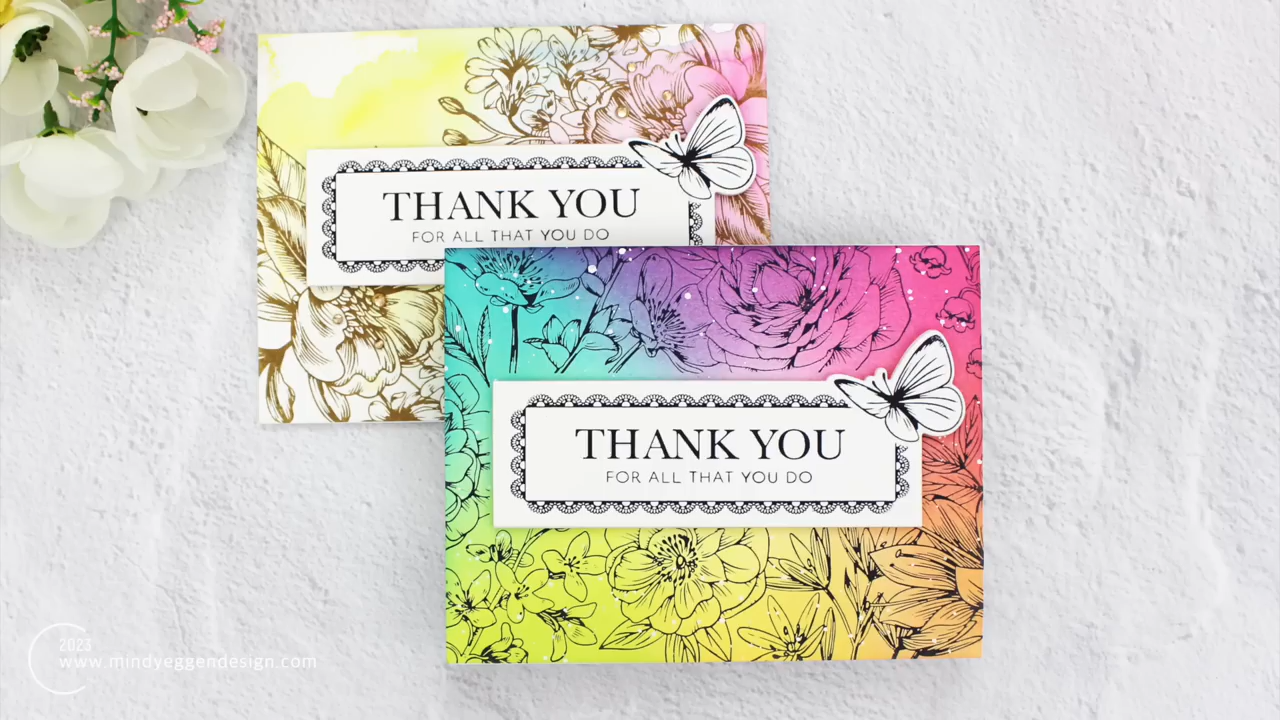 THANK YOU
FOR ALL THAT YOU DO
THANK YOU
FOR ALL THAT YOU DO
2023
www.mindyeggendesign.com